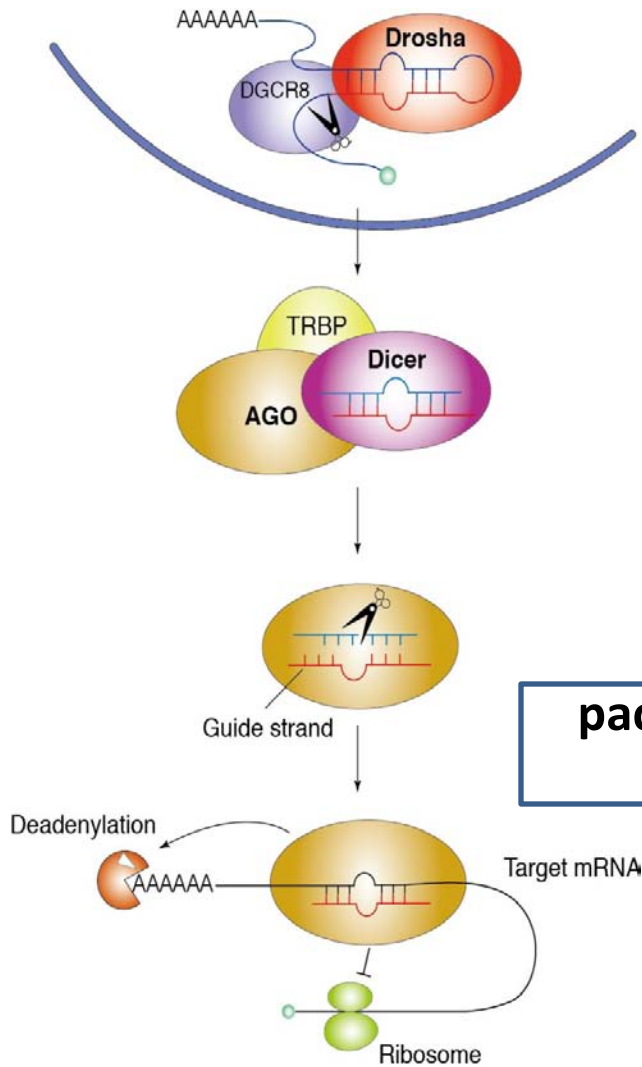 AAAAAA
Drosha
DGCR8
TRBP
Dicer
AGO
Guide strand
Deadenylation
AAAAAA
Target mRNA
Ribosome